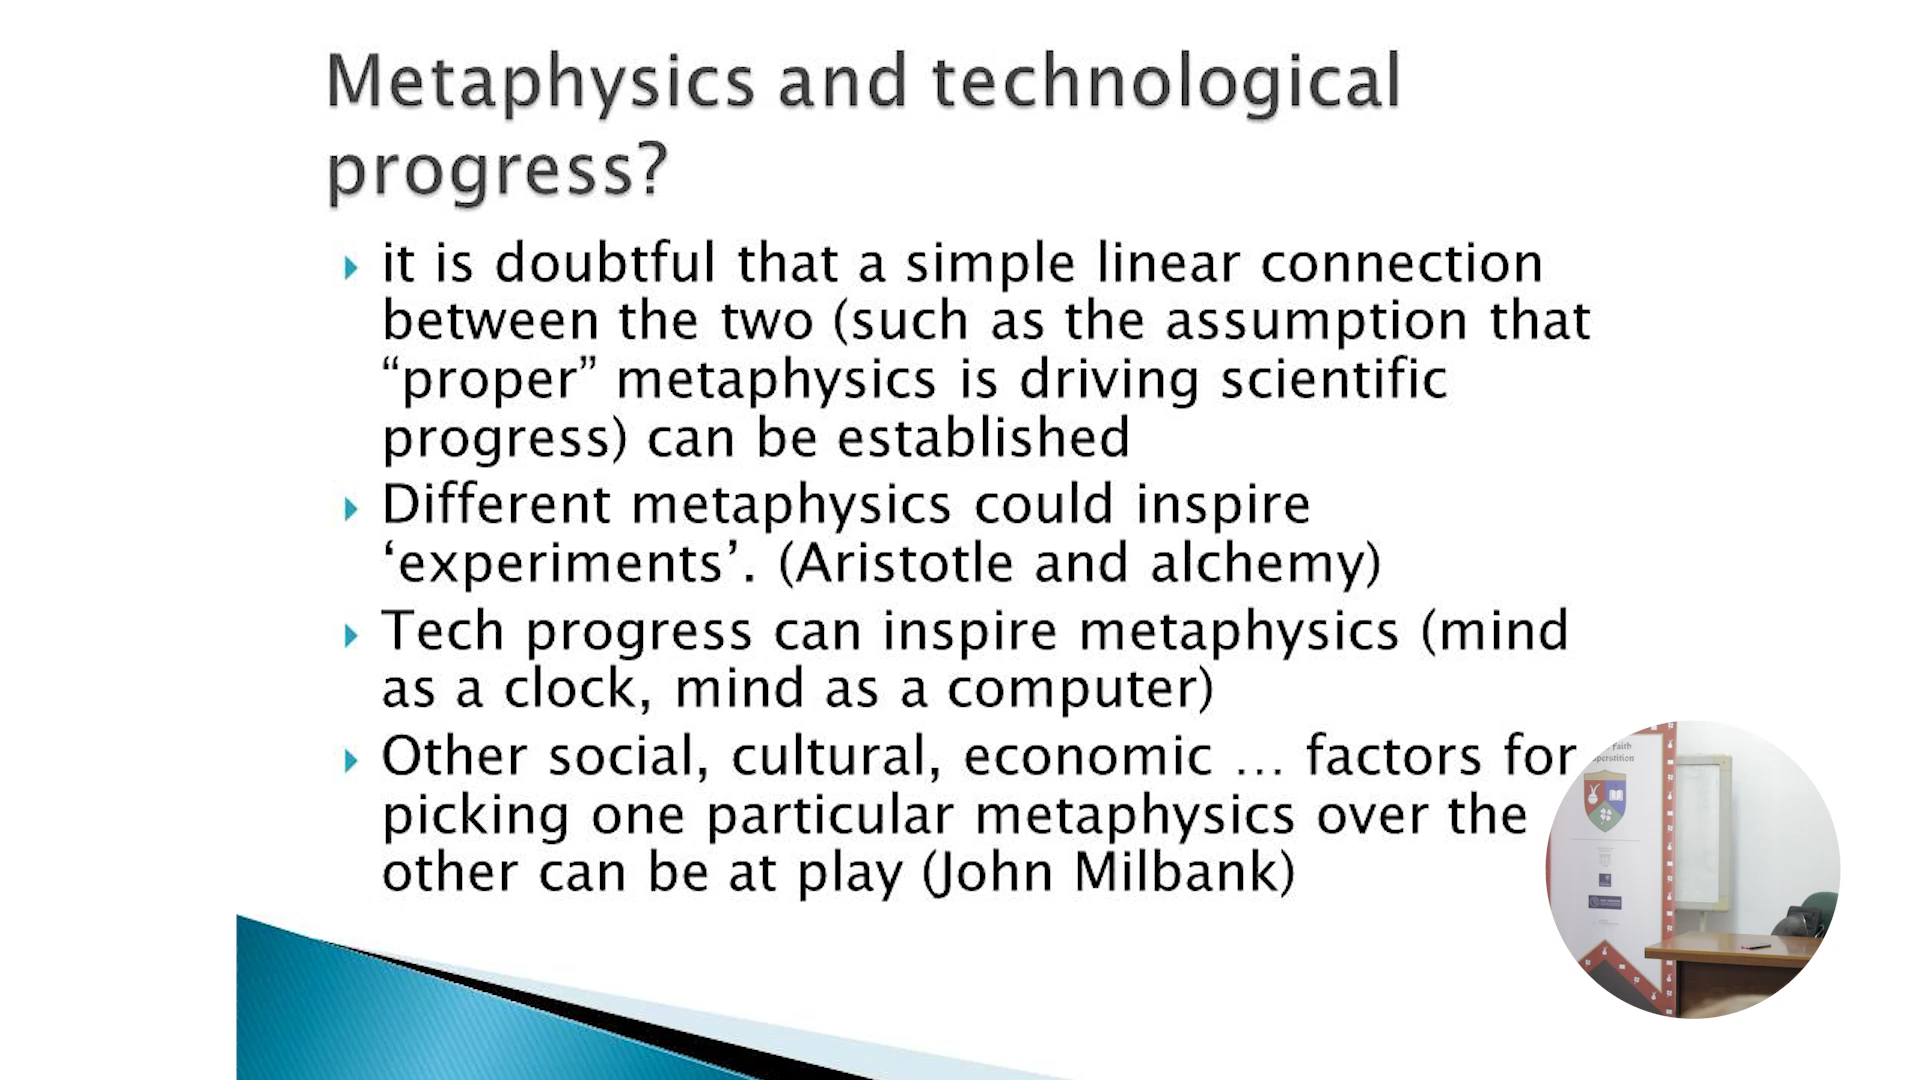 Metaphysics and technological
progress?
it is doubtful that a simple linear connection
between the two (such as the assumption that
“proper” metaphysics is driving scientific
progress) can be established
Different metaphysics could inspire
‘experiments’. (Aristotle and alchemy)
Tech progress can inspire metaphysics (mind
as a clock, mind as a computer)
Other social, cultural, economic … factors for
picking one particular metaphysics over the
other can be at play (John Milbank)
Faith